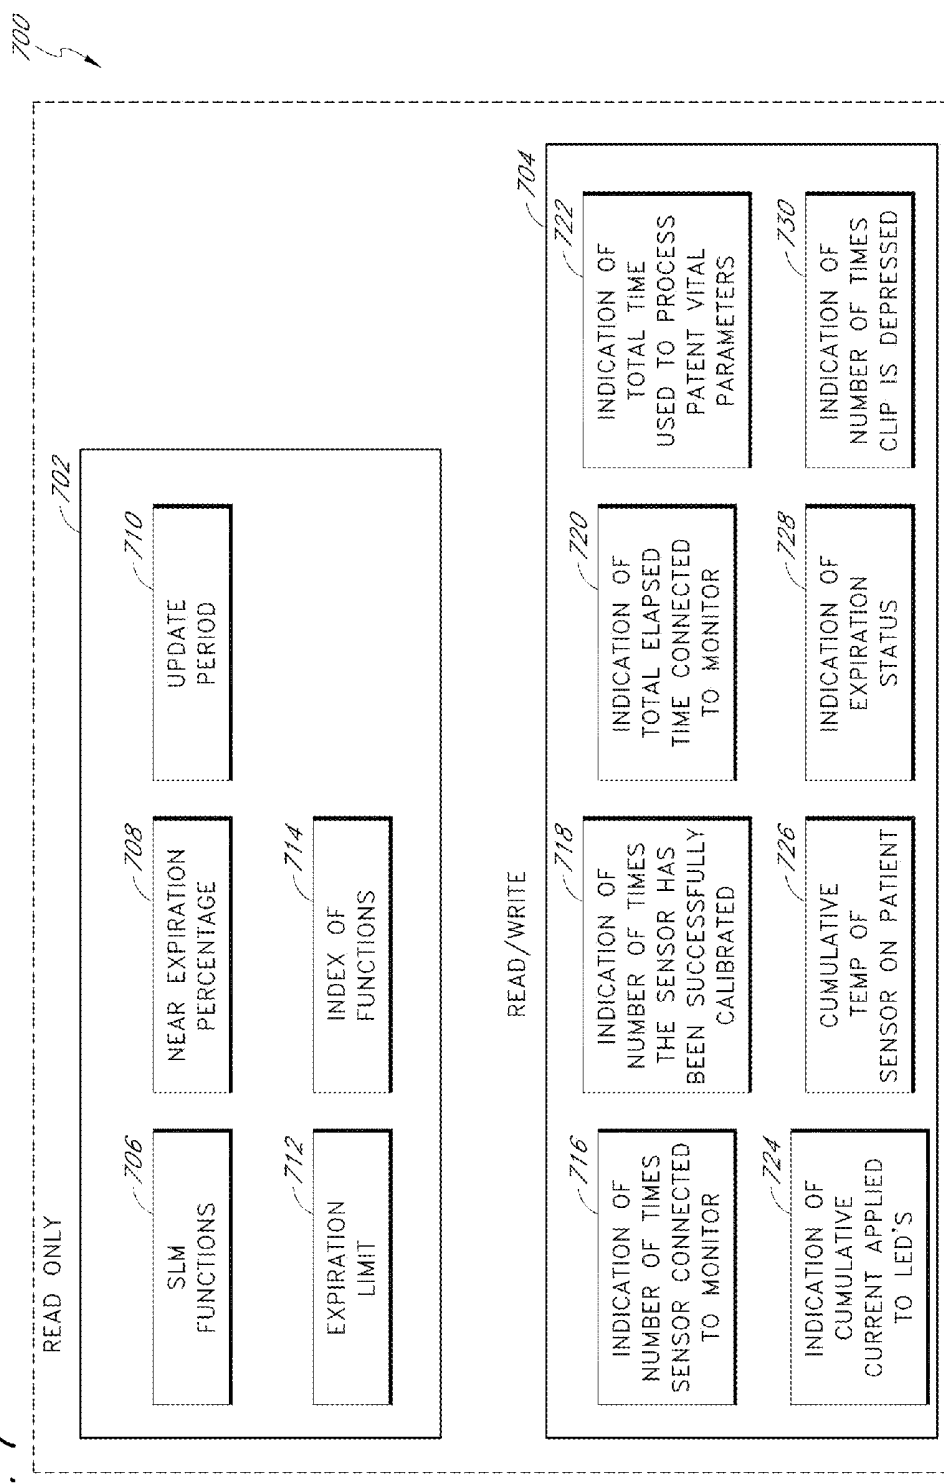 700
READ ONLY
702
706
SLM
FUNCTIONS
708
NEAR EXPIRATION
PERCENTAGE
710
UPDATE
PERIOD
712
EXPIRATION
LIMIT
714
INDEX OF
FUNCTIONS
READ/WRITE
704
716
INDICATION OF
NUMBER OF TIMES
SENSOR CONNECTED
TO MONITOR
718
INDICATION OF
NUMBER OF TIMES
THE SENSOR HAS
BEEN SUCCESSFULLY
CALIBRATED
720
INDICATION OF
TOTAL ELAPSED
TIME CONNECTED
TO MONITOR
722
INDICATION OF
TOTAL TIME
USED TO PROCESS
PATENT VITAL
PARAMETERS
724
INDICATION OF
CUMULATIVE
CURRENT APPLIED
TO LED'S
726
CUMULATIVE
TEMP OF
SENSOR ON PATIENT
728
INDICATION OF
EXPIRATION
STATUS
730
INDICATION OF
NUMBER OF TIMES
CLIP IS DEPRESSED